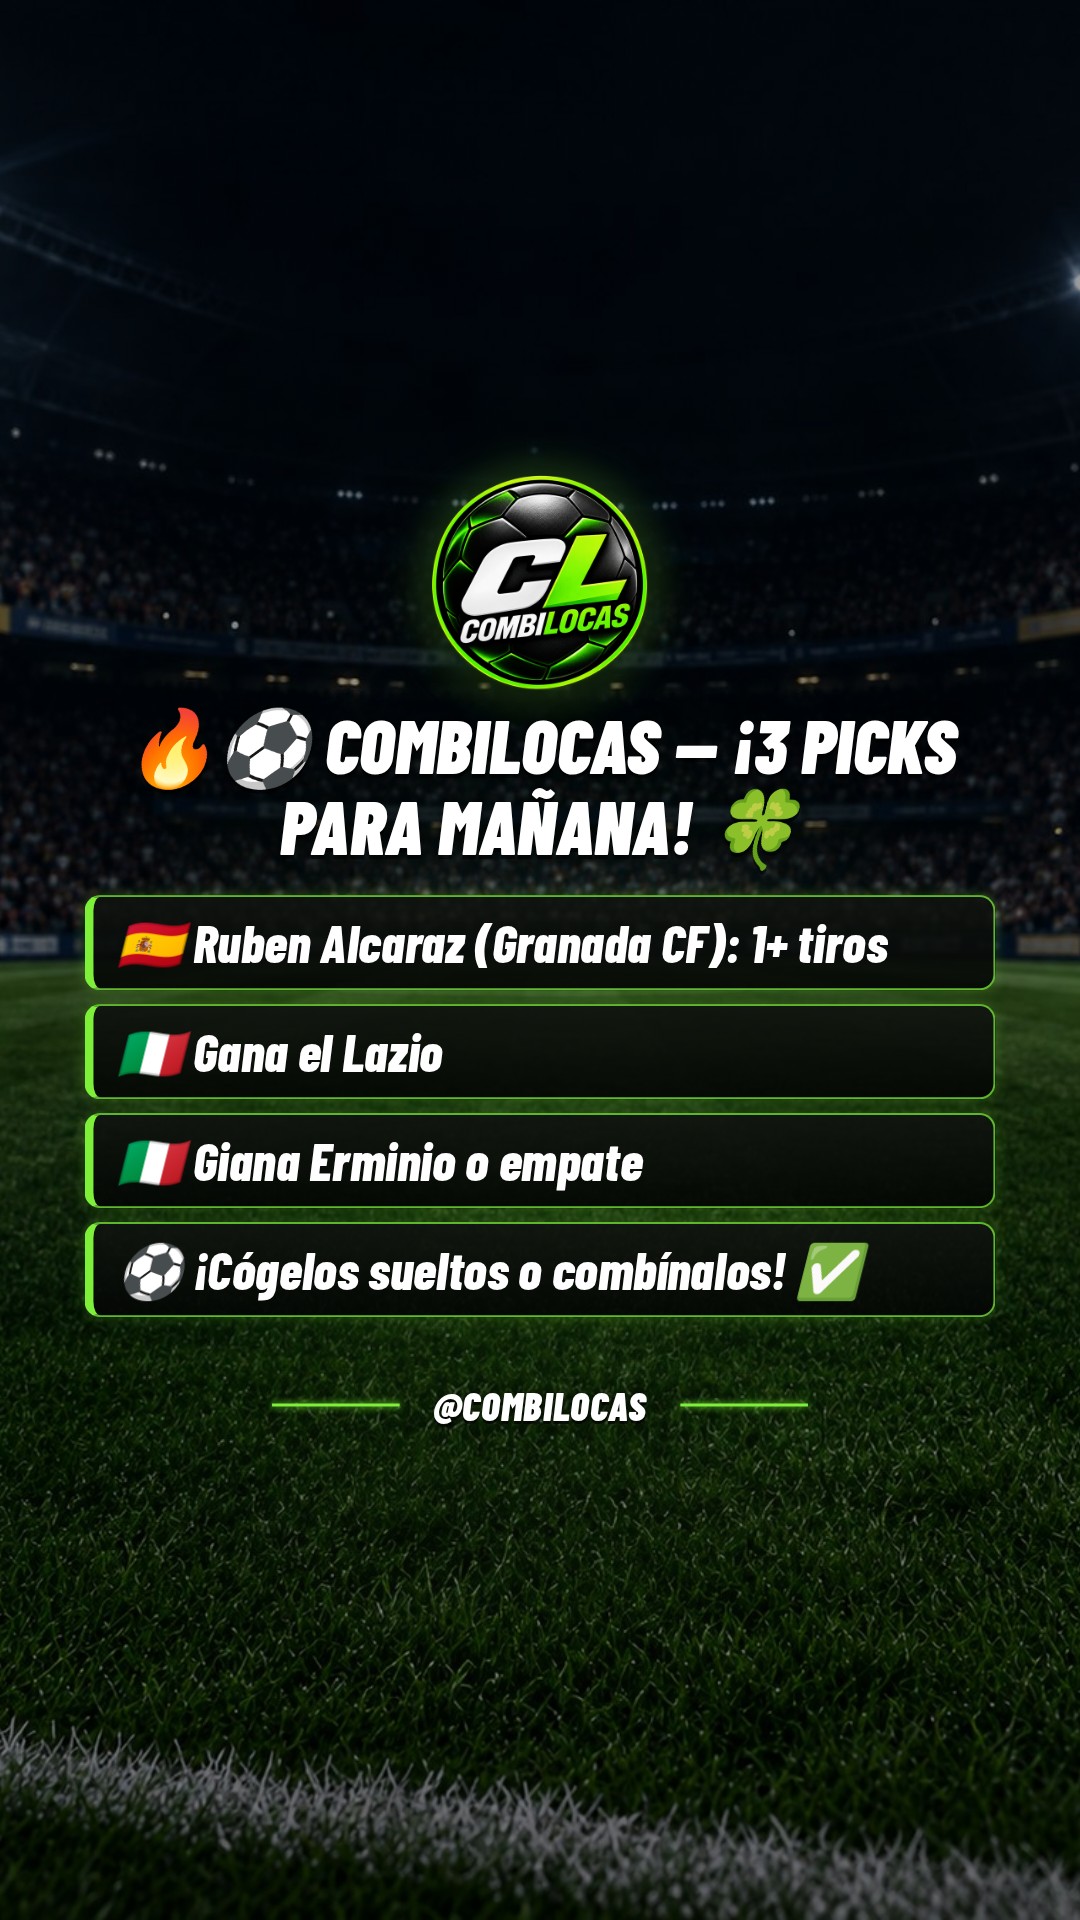 CL
COMBILOCAS
🔥⚽ COMBILOCAS – ¡3 PICKS
PARA MAÑANA! 🍀
🇪🇸 Ruben Alcaraz (Granada CF): 1+ tiros
🇮🇹 Gana el Lazio
🇮🇹 Giana Erminio o empate
⚽ ¡Cógelos sueltos o combínalos! ✅
@COMBILOCAS